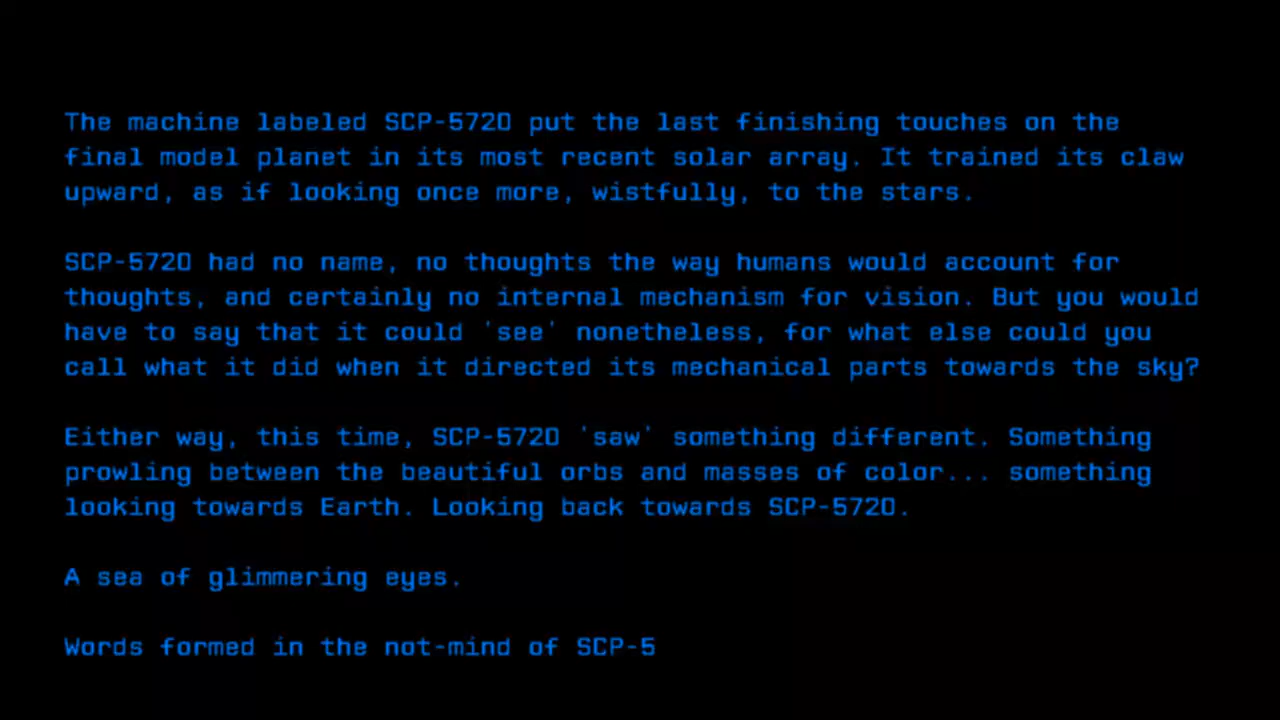 The machine labeled SCP-5720 put the last finishing touches on the
final model planet in its most recent solar array. It trained its claw
upward, as if looking once more, wistfully, to the stars.
SCP-5720 had no name, no thoughts the way humans would account for
thoughts, and certainly no internal mechanism for vision. But you would
have to say that it could 'see' nonetheless, for what else could you
call what it did when it directed its mechanical parts towards the sky?
Either way, this time, SCP-5720 'saw' something different. Something
prowling between the beautiful orbs and masses of color... something
looking towards Earth. Looking back towards SCP-5720.
A sea of glimmering eyes.
Words formed in the not-mind of SCP-5